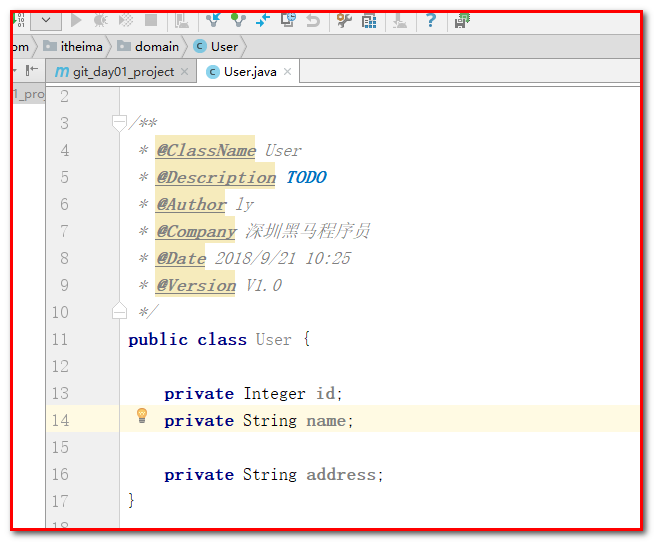 om itheima domain User
git_day01_project User.java
1_proj
2
3 /**
4 * @ClassName User
5 * @Description TODO
6 * @Author ly
7 * @Company 深圳黑马程序员
8 * @Date 2018/9/21 10:25
9 * @Version V1.0
10 */
11 public class User {
12
13 private Integer id;
14 private String name;
15
16 private String address;
17 }
18